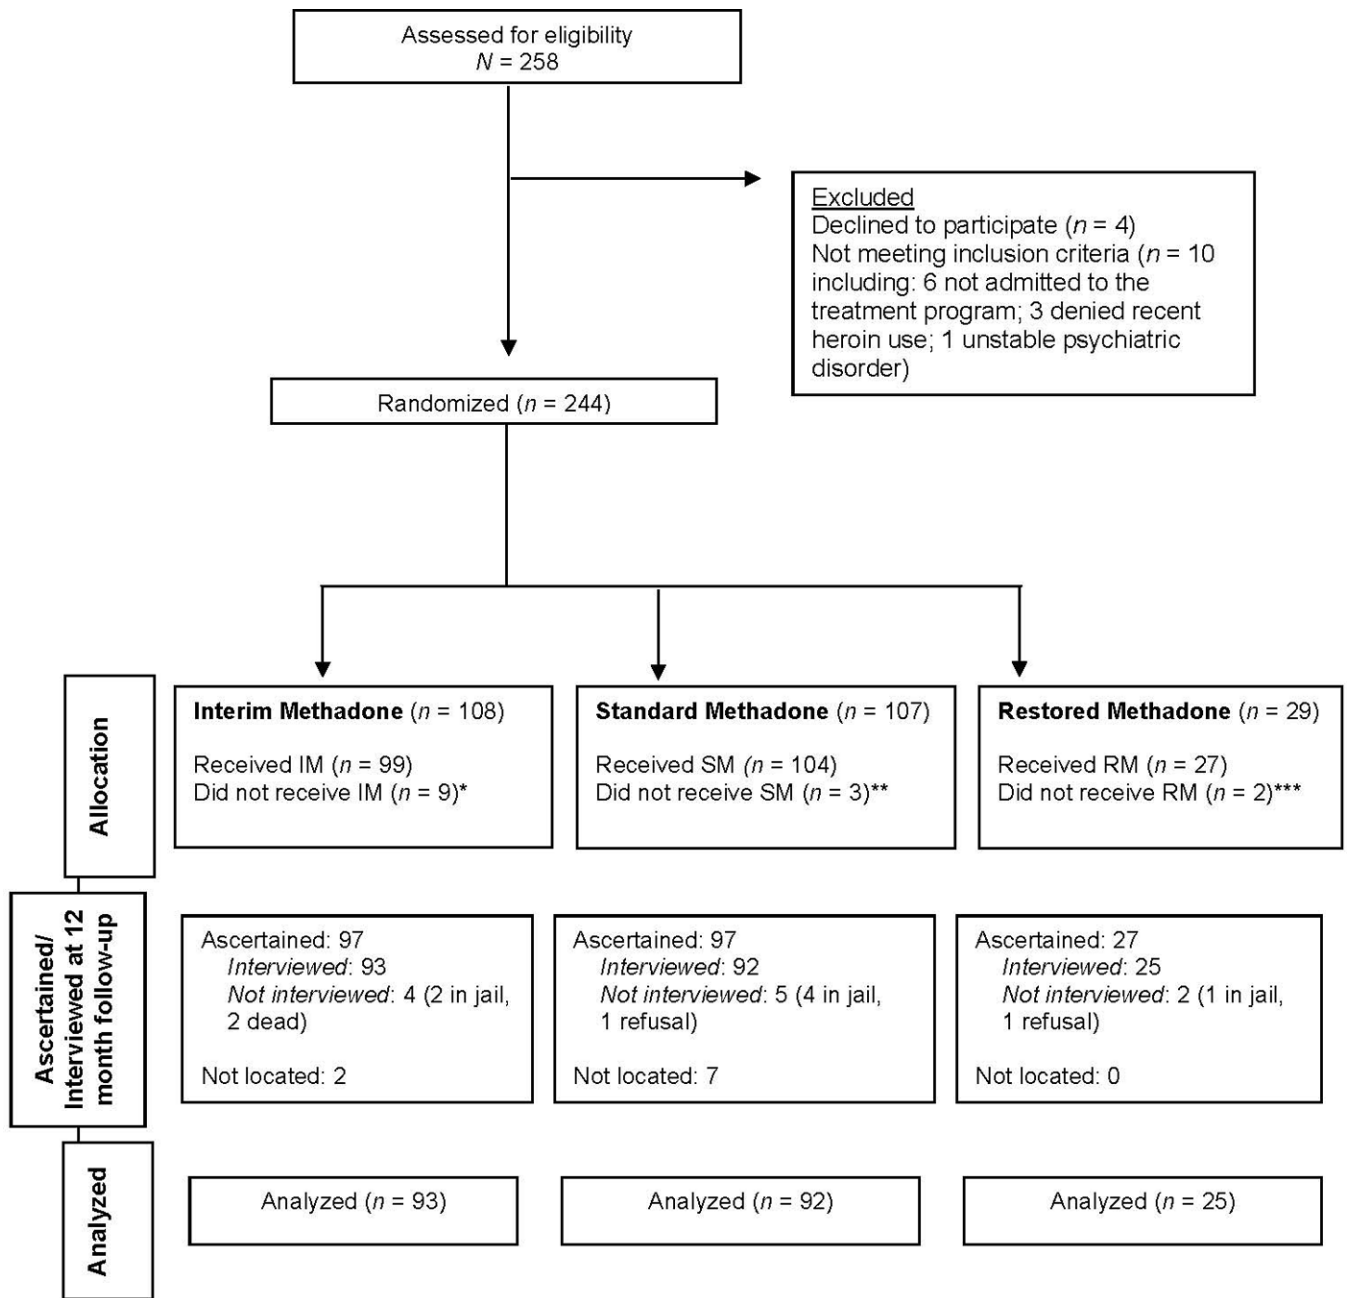 Assessed for eligibility
N = 258
Excluded
Declined to participate (n = 4)
Not meeting inclusion criteria (n = 10
including: 6 not admitted to the
treatment program; 3 denied recent
heroin use; 1 unstable psychiatric
disorder)
Randomized (n = 244)
Allocation
Interim Methadone (n = 108)
Received IM (n = 99)
Did not receive IM (n = 9)*
Standard Methadone (n = 107)
Received SM (n = 104)
Did not receive SM (n = 3)**
Restored Methadone (n = 29)
Received RM (n = 27)
Did not receive RM (n = 2)***
Ascertained/
Interviewed at 12
month follow-up
Ascertained: 97
Interviewed: 93
Not interviewed: 4 (2 in jail,
2 dead)
Not located: 2
Ascertained: 97
Interviewed: 92
Not interviewed: 5 (4 in jail,
1 refusal)
Not located: 7
Ascertained: 27
Interviewed: 25
Not interviewed: 2 (1 in jail,
1 refusal)
Not located: 0
Analyzed
Analyzed (n = 93)
Analyzed (n = 92)
Analyzed (n = 25)